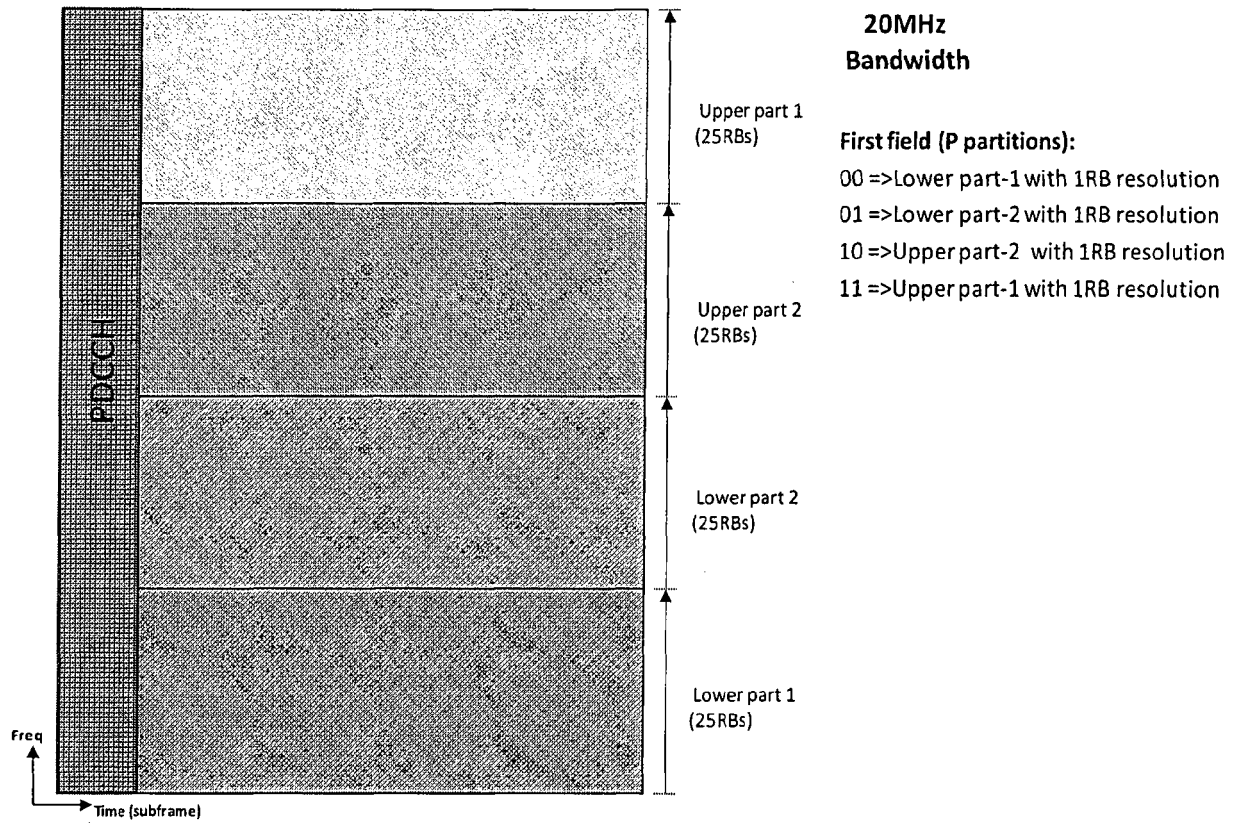 20MHz
Bandwidth
First field (P partitions):
00 =>Lower part-1 with 1RB resolution
01 =>Lower part-2 with 1RB resolution
10 =>Upper part-2 with 1RB resolution
11 =>Upper part-1 with 1RB resolution
PDCCH
Upper part 1
(25RBs)
Upper part 2
(25RBs)
Lower part 2
(25RBs)
Lower part 1
(25RBs)
Freq
Time (subframe)